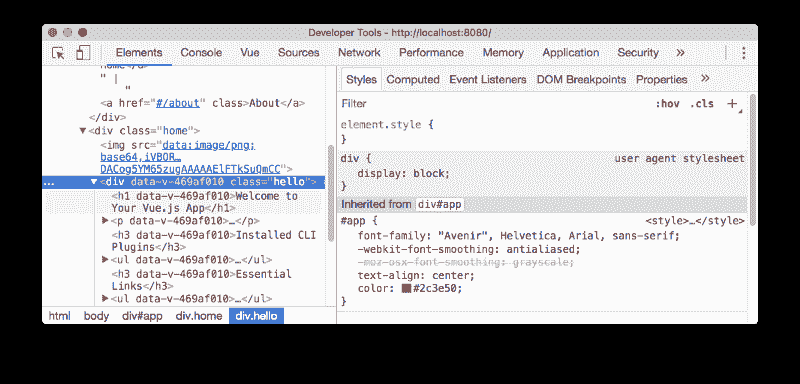 Developer Tools - http://localhost:8080/
Elements Console Vue Sources Network Performance Memory Application Security »
" |
"
<a href="#/about" class>About</a>
</div>
▼<div class="home">
<img src="data:image/png;
base64,iVBOR…
DACog5YM65zugAAAAAElFTkSuQmCC">
… ▼<div data-v-469af010 class="hello">
<h1 data-v-469af010>Welcome to
Your Vue.js App</h1>
▶<p data-v-469af010>…</p>
<h3 data-v-469af010>Installed CLI
Plugins</h3>
▶<ul data-v-469af010>…</ul>
<h3 data-v-469af010>Essential
Links</h3>
▶<ul data-v-469af010>…</ul>
html body div#app div.home div.hello
Styles Computed Event Listeners DOM Breakpoints Properties »
Filter :hov .cls +
element.style {
}
div { user agent stylesheet
display: block;
}
Inherited from div#app
#app { <style>…</style>
font-family: "Avenir", Helvetica, Arial, sans-serif;
-webkit-font-smoothing: antialiased;
-moz-osx-font-smoothing: grayscale;
text-align: center;
color: #2c3e50;
}